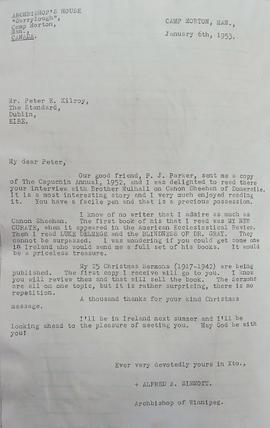 ARCHBISHOP'S HOUSE
"Derrylough"
Camp Morton,
Man.,
CANADA.
CAMP MORTON, MAN.,
January 6th, 1953.
Mr. Peter E. Kilroy,
The Standard,
Dublin,
EIRE.
My dear Peter,
Our good friend, P. J. Parker, sent me a copy
of The Capuchin Annual, 1952, and I was delighted to read there
your interview with Brother Mulhall on Canon Sheehan of Doneraile.
It is a most interesting story and I very much enjoyed reading
it. You have a facile pen and that is a precious possession.
I know of no writer that I admire as much as
Canon Sheehan. The first book of his that I read was MY NEW
CURATE, when it appeared in the American Ecclesiastical Review.
Then I read LUKE DELMEGE and the BLINDNESS OF DR. GRAY. They
cannot be surpassed. I was wondering if you could get some one
in Ireland who would send me a full set of his books. It would
be a priceless treasure.
My 25 Christmas Sermons (1917-1942) are being
published. The first copy I receive will go to you. I know
you will review them and that will sell them. The Sermons
are all on one topic, but it is rather surprising, there is no
repetition.
A thousand thanks for your kind Christmas
message.
I'll be in Ireland next summer and I'll be
looking ahead to the pleasure of meeting you. May God be with
you!
Ever very devotedly yours in Xto.,
+ ALFRED A. SINNOTT.
Archbishop of Winnipeg.